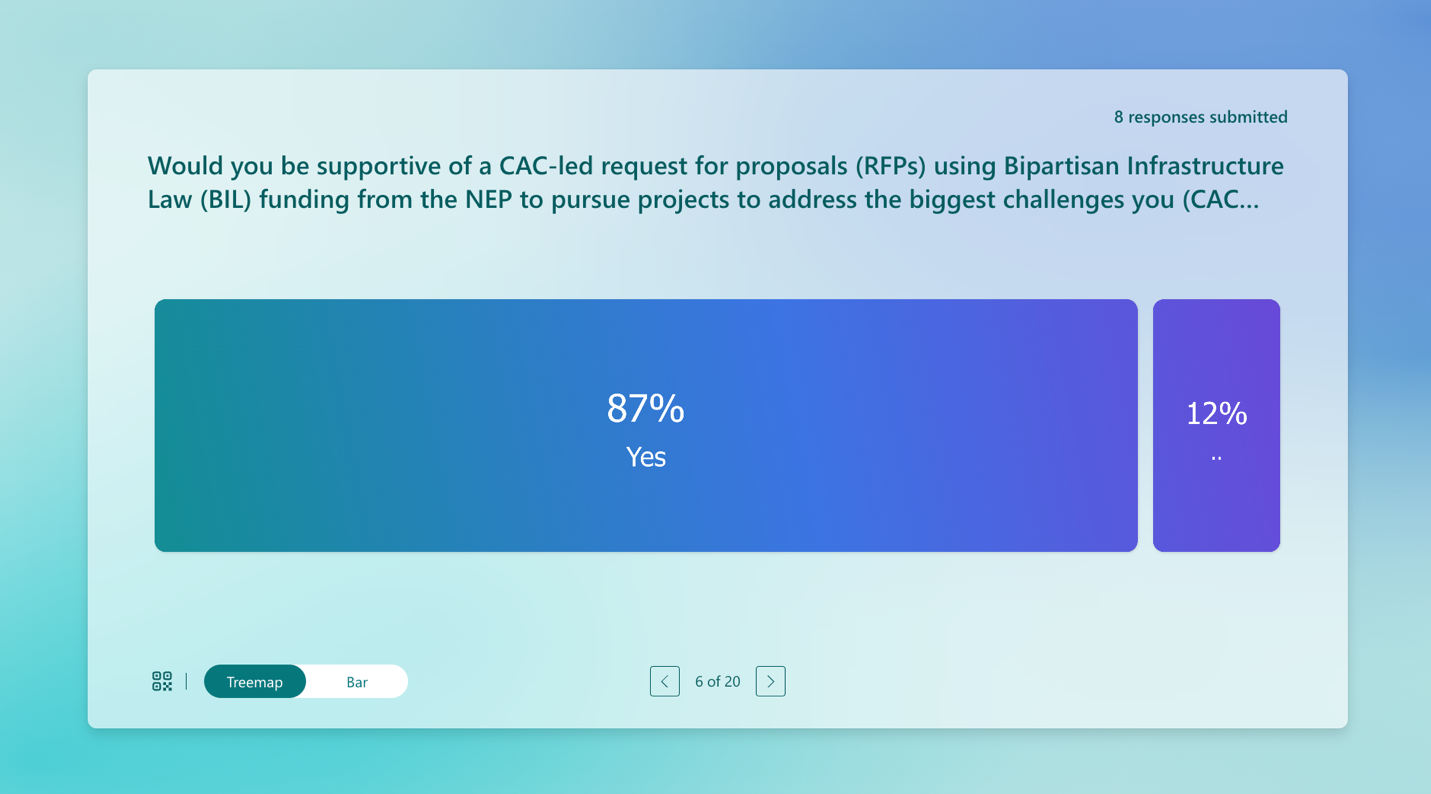 8 responses submitted
Would you be supportive of a CAC-led request for proposals (RFPs) using Bipartisan Infrastructure
Law (BIL) funding from the NEP to pursue projects to address the biggest challenges you (CAC...
87%
Yes
12%
..
Treemap
Bar
6 of 20